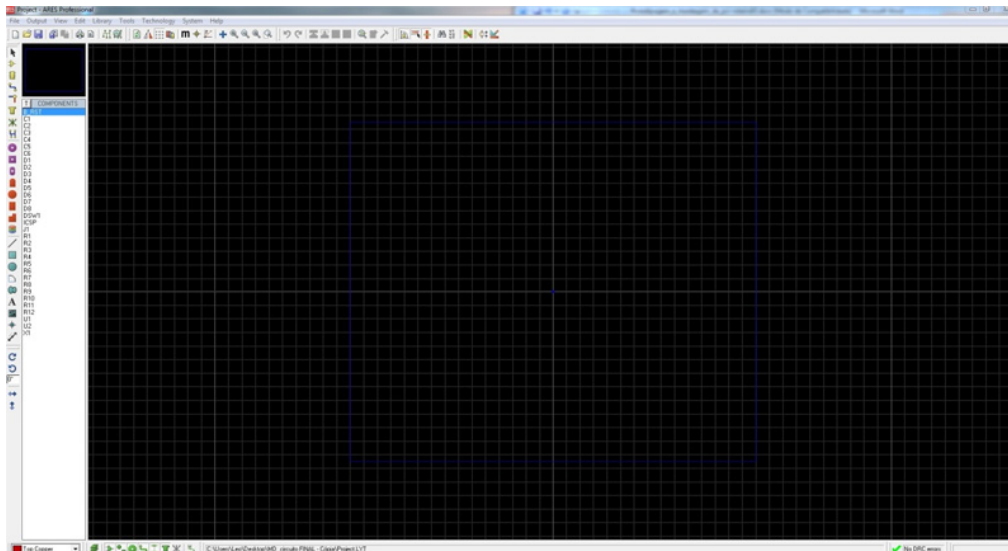 Project - ARES Professional
File Output View Edit Library Tools Technology System Help
COMPONENTS
C1
C2
C3
C4
C5
C6
D1
D2
D3
D4
D5
D6
D7
D8
DSW1
ICSP
J1
R1
R2
R3
R4
R5
R6
R7
R8
R9
R10
R11
R12
U1
U2
X1
Top Copper
No DRC errors